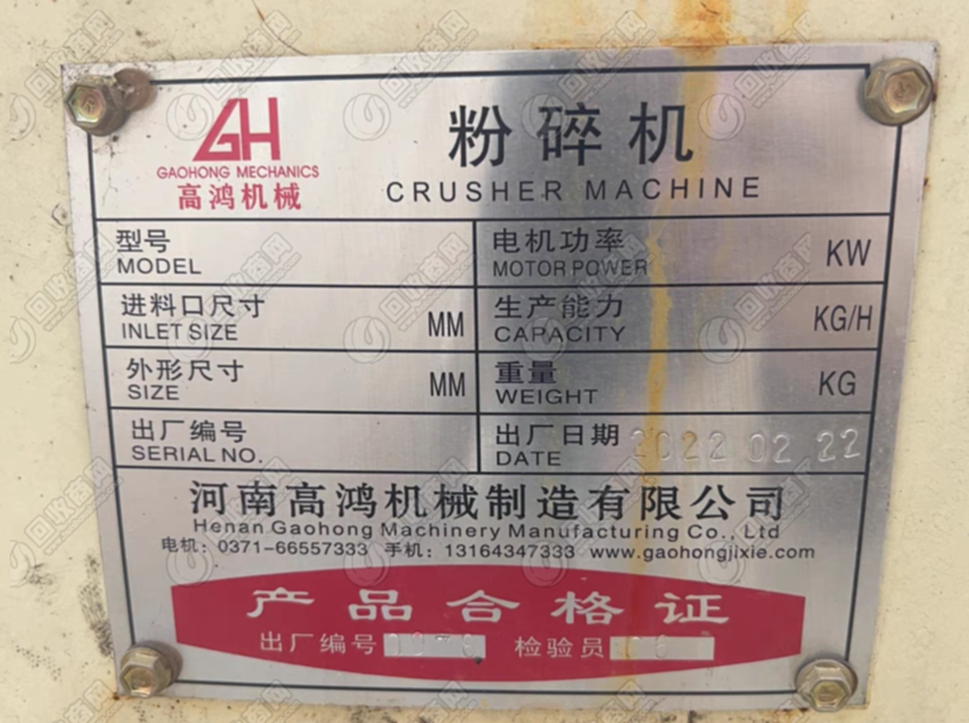 GH
GAOHONG MECHANICS
高鸿机械
粉碎机
CRUSHER MACHINE
型号
MODEL
电机功率
MOTOR POWER KW
进料口尺寸
INLET SIZE MM
生产能力
CAPACITY KG/H
外形尺寸
SIZE MM
重量
WEIGHT KG
出厂编号
SERIAL NO.
出厂日期
DATE 2022 02 22
河南高鸿机械制造有限公司
Henan Gaohong Machinery Manufacturing Co., Ltd
电机：0371-66557333 手机：13164347333 www.gaohongjixie.com
产品合格证
出厂编号 检验员
回收商网